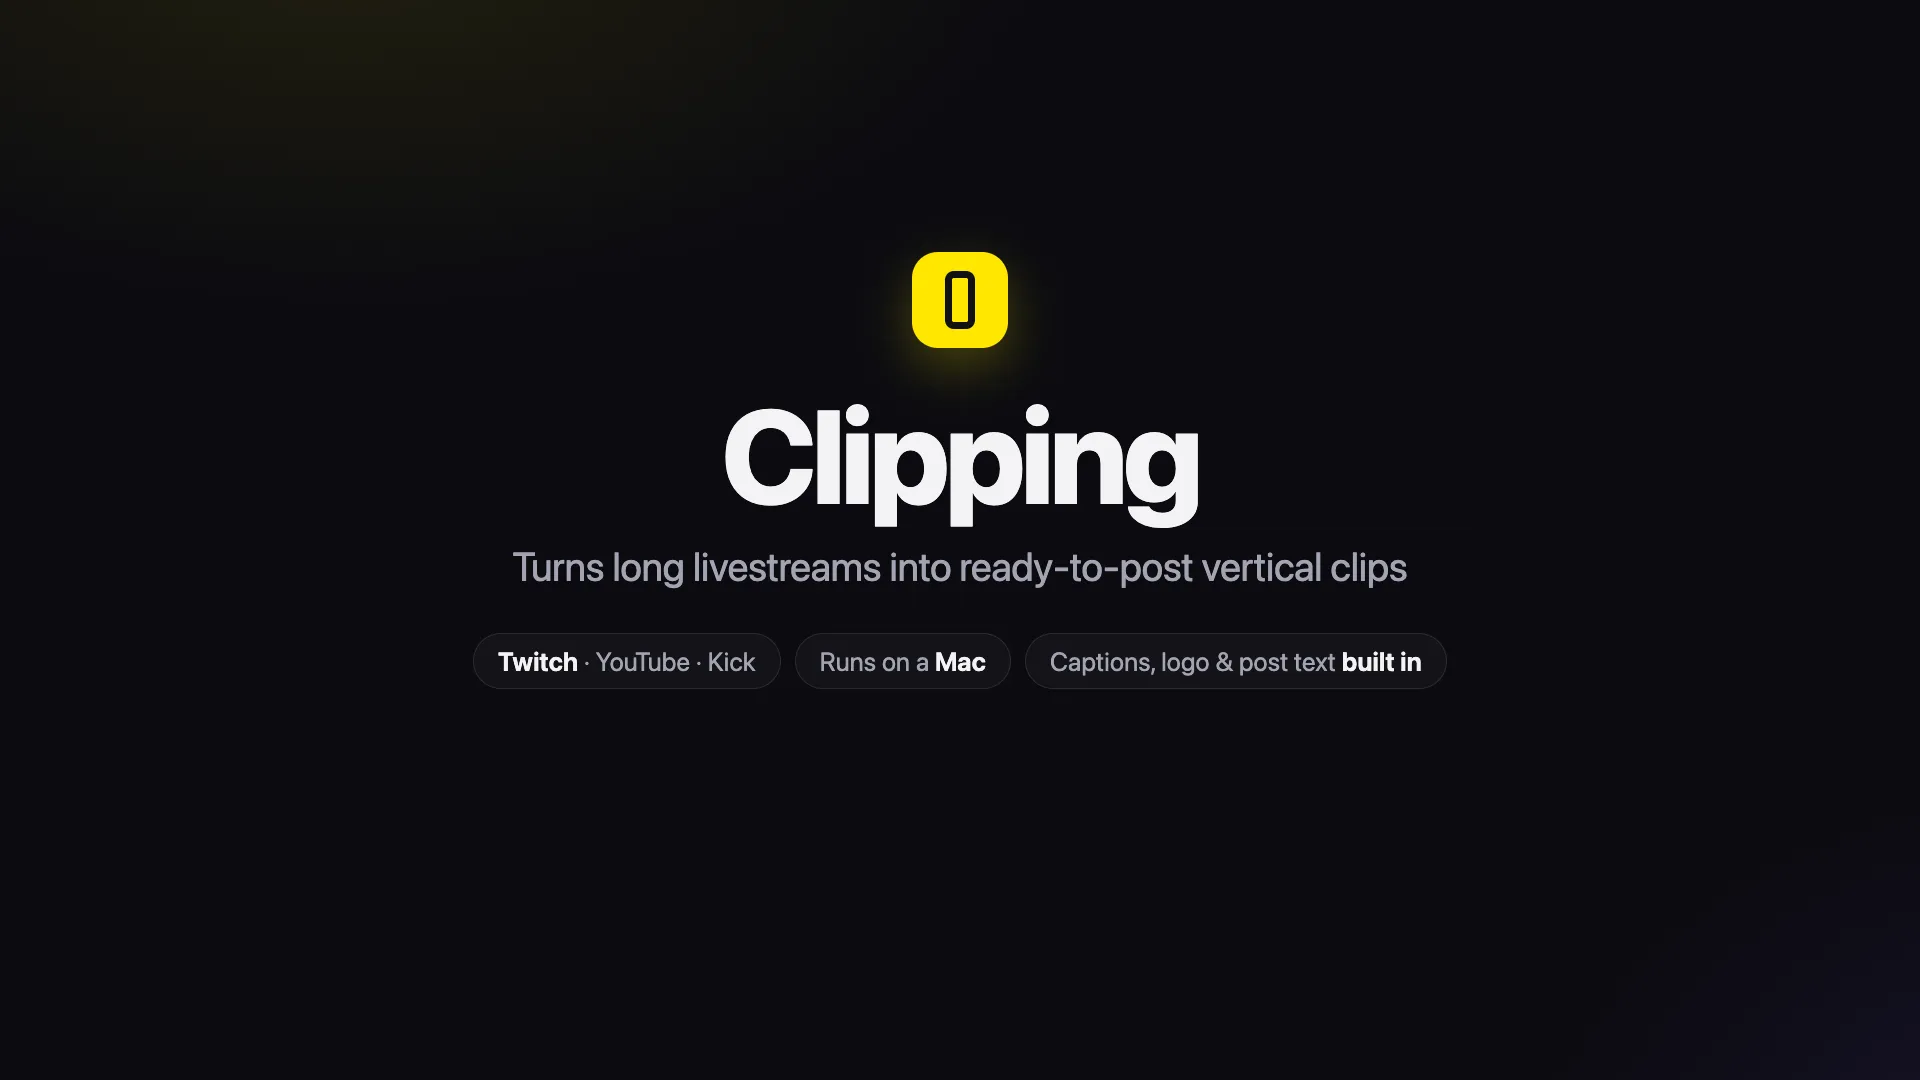 Clipping
Turns long livestreams into ready-to-post vertical clips
Twitch · YouTube · Kick
Runs on a Mac
Captions, logo & post text built in